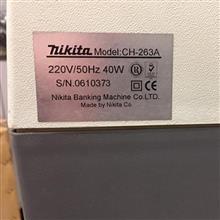 Nikita Model:CH-263A
220V/50Hz 40W
S/N.0610373
Nikita Banking Machine Co.LTD.
Made by Nikita Co